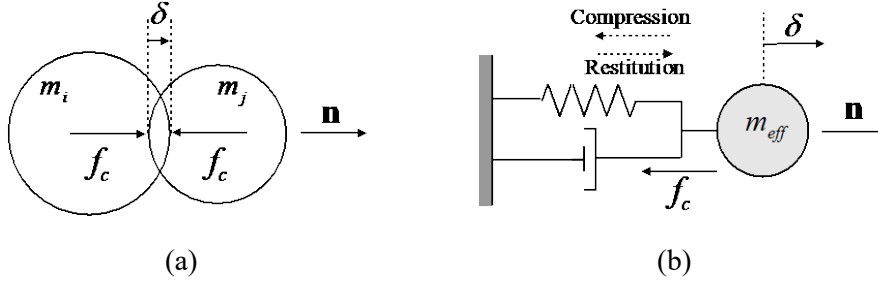 δ
m_i
m_j
n
f_c
f_c
(a)
Compression
Restitution
δ
m_eff
n
f_c
(b)